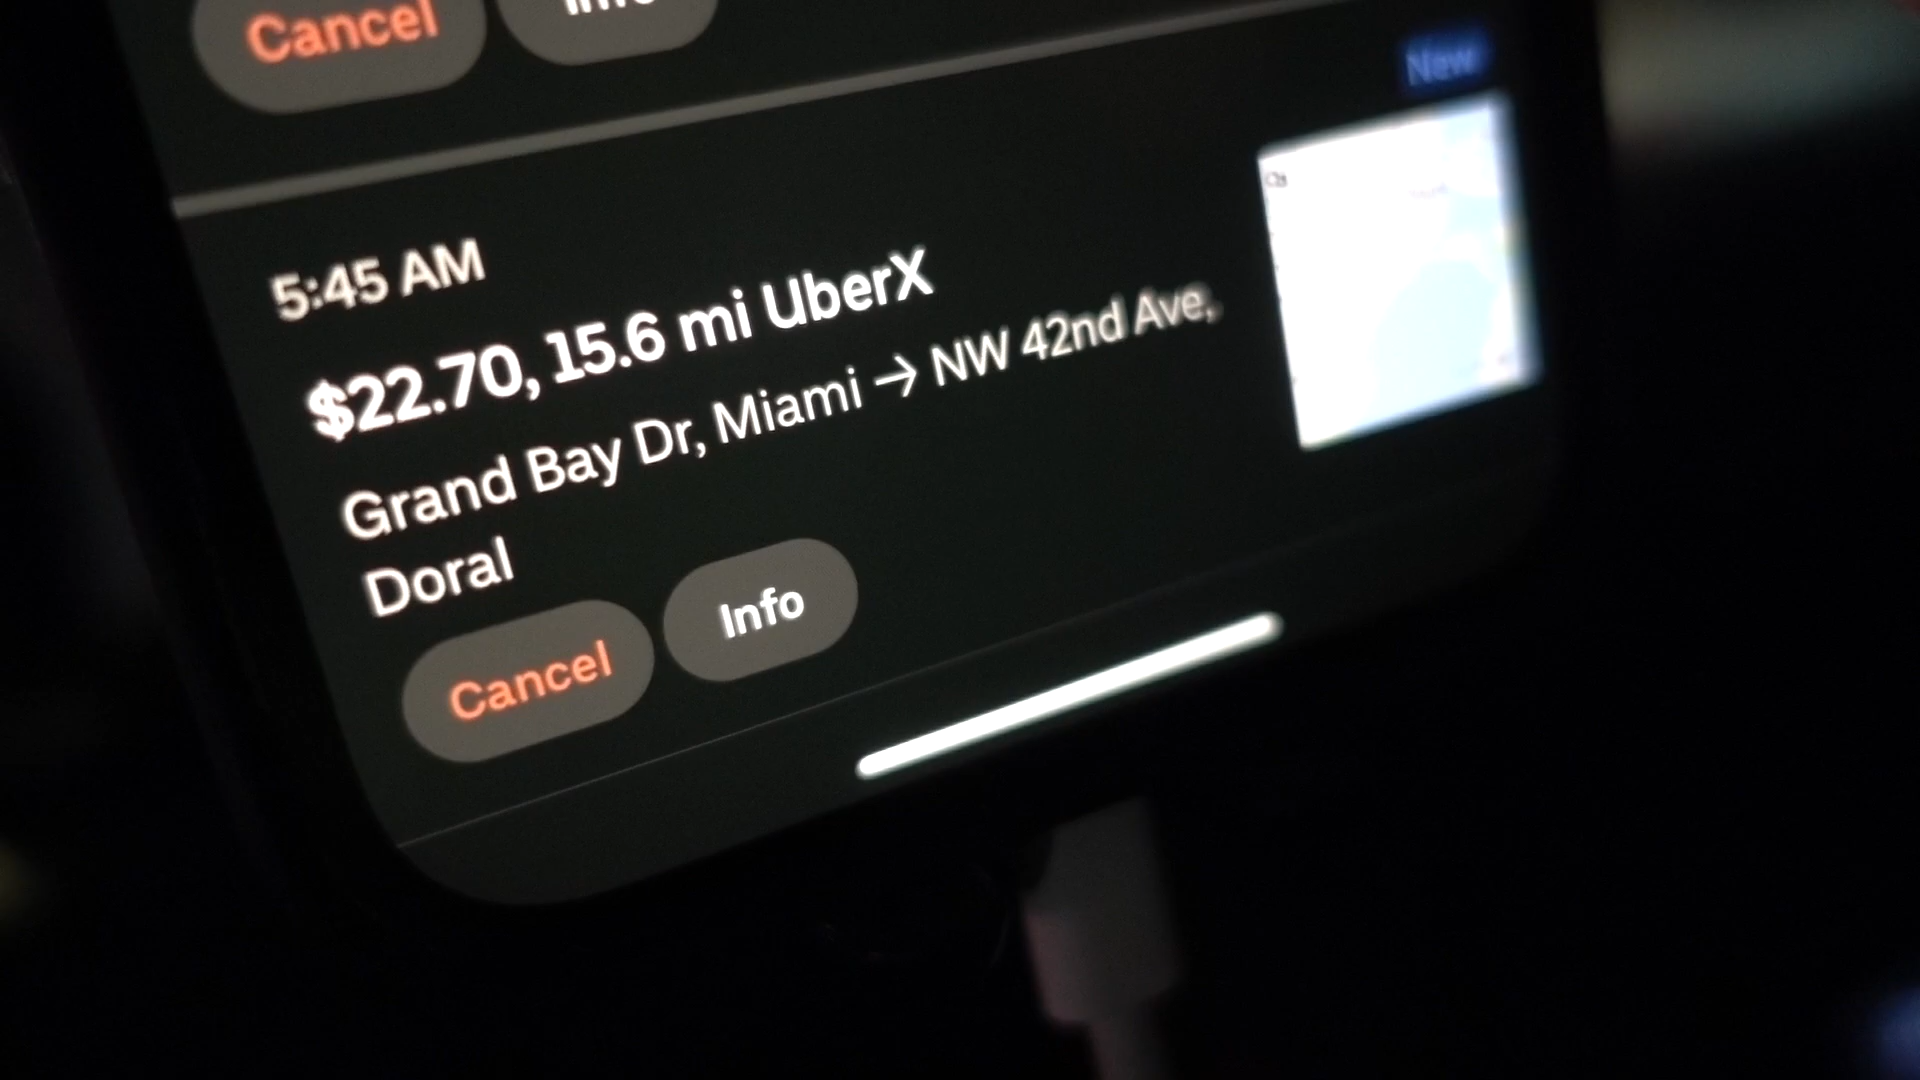 Cancel
Info
New
5:45 AM
$22.70, 15.6 mi UberX
Grand Bay Dr, Miami → NW 42nd Ave,
Doral
Cancel
Info